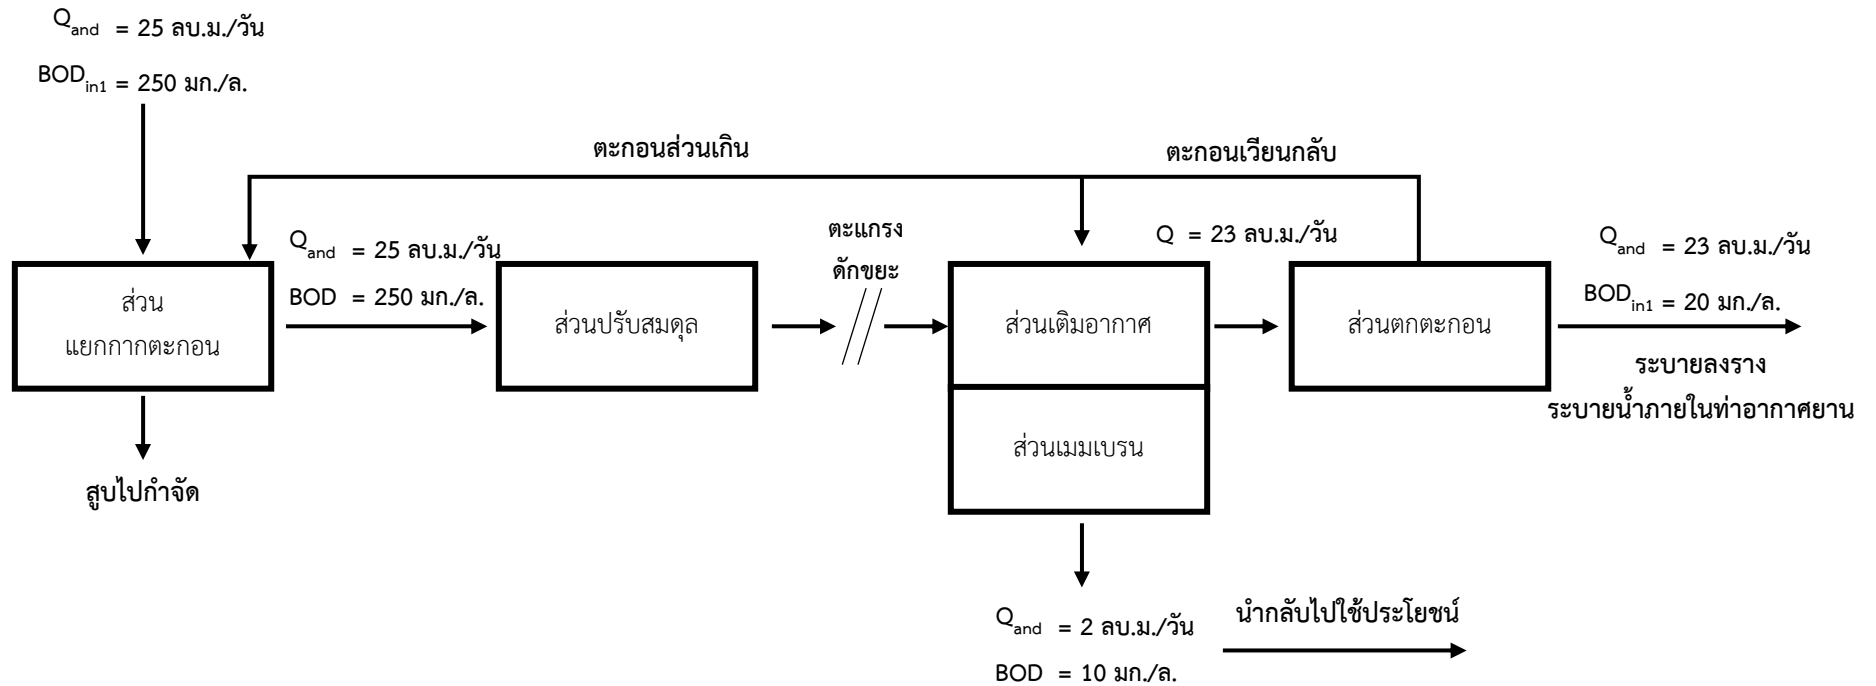 Qand = 25 ลบ.ม./วัน
BODin1 = 250 มก./ล.
ตะกอนส่วนเกิน
ตะกอนเวียนกลับ
Qand = 25 ลบ.ม./วัน
BOD = 250 มก./ล.
ตะแกรง
ดักขยะ
Q = 23 ลบ.ม./วัน
Qand = 23 ลบ.ม./วัน
BODin1 = 20 มก./ล.
ส่วน
แยกกากตะกอน
ส่วนปรับสมดุล
ส่วนเติมอากาศ
ส่วนตกตะกอน
ระบายลงราง
ระบายน้ำภายในท่าอากาศยาน
ส่วนเมมเบรน
สูบไปกำจัด
Qand = 2 ลบ.ม./วัน
BOD = 10 มก./ล.
นำกลับไปใช้ประโยชน์